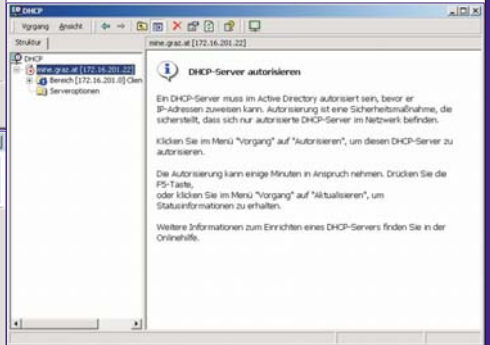 DHCP
Vorgang Ansicht
Struktur
mine.graz.at [172.16.201.22]
DHCP
mine.graz.at [172.16.201.22]
Bereich [172.16.201.0] Clien
Serveroptionen
DHCP-Server autorisieren
Ein DHCP-Server muss im Active Directory autorisiert sein, bevor er
IP-Adressen zuweisen kann. Autorisierung ist eine Sicherheitsmaßnahme, die
sicherstellt, dass sich nur autorisierte DHCP-Server im Netzwerk befinden.
Klicken Sie im Menü "Vorgang" auf "Autorisieren", um diesen DHCP-Server zu
autorisieren.
Die Autorisierung kann einige Minuten in Anspruch nehmen. Drücken Sie die
F5-Taste,
oder klicken Sie im Menü "Vorgang" auf "Aktualisieren", um
Statusinformationen zu erhalten.
Weitere Informationen zum Einrichten eines DHCP-Servers finden Sie in der
Onlinehilfe.